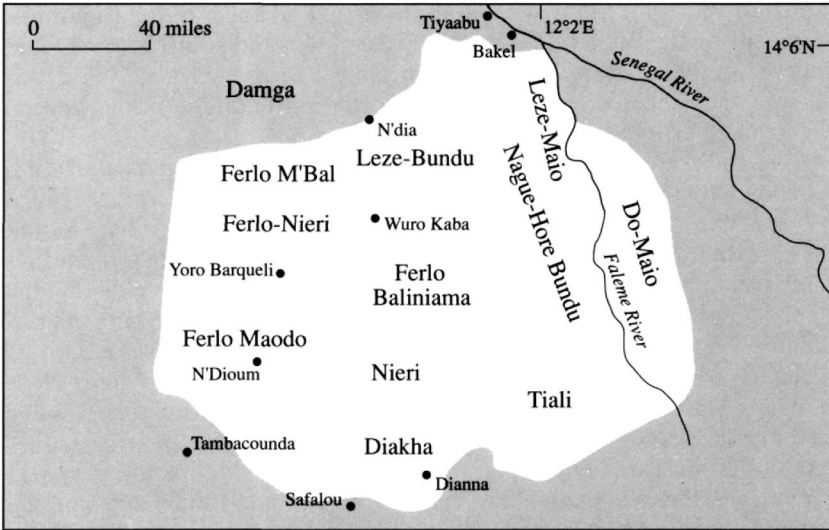 0 40 miles
Tiyaabu
12°2'E
Bakel
14°6'N
Senegal River
Damga
N'dia
Leze-Maio
Leze-Bundu
Ferlo M'Bal
Nague-Hore Bundu
Ferlo-Nieri
Wuro Kaba
Do-Maio
Yoro Barqueli
Ferlo
Baliniama
Faleme River
Ferlo Maodo
N'Dioum
Nieri
Tiali
Tambacounda
Diakha
Dianna
Safalou